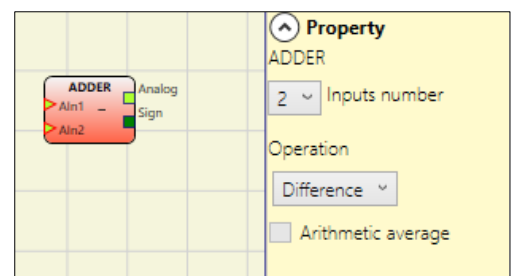 ADDER
AIn1 –
AIn2
Analog
Sign
Property
ADDER
2 Inputs number
Operation
Difference
Arithmetic average